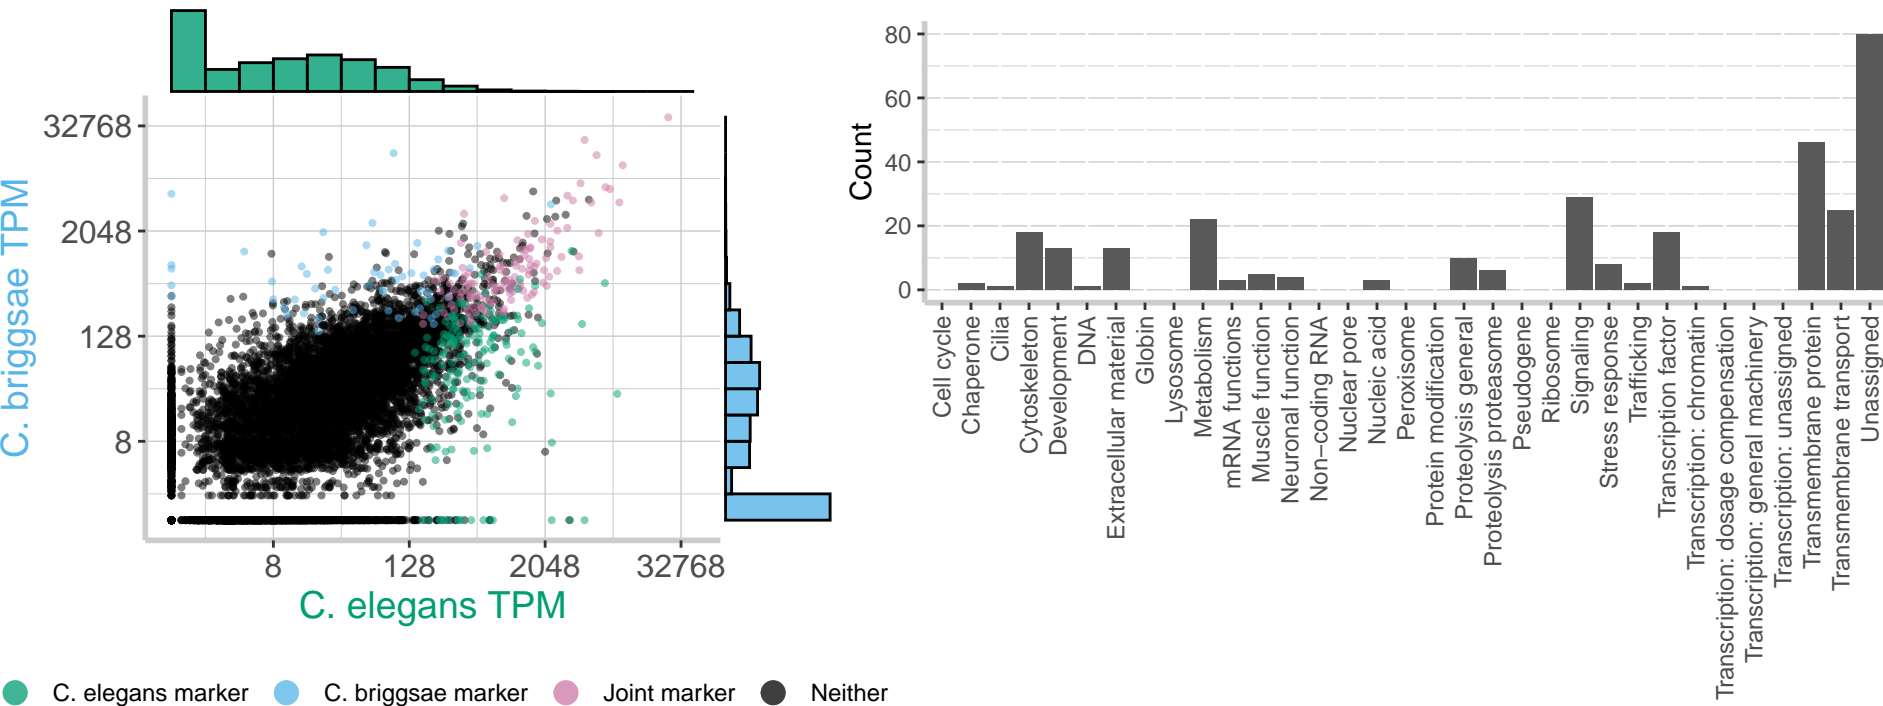 32768
2048
128
8
C. briggsae TPM
8
128
2048
32768
C. elegans TPM
C. elegans marker
C. briggsae marker
Joint marker
Neither
80
60
40
20
0
Count
Cell cycle
Chaperone
Cilia
Cytoskeleton
Development
DNA
Extracellular material
Globin
Lysosome
Metabolism
mRNA functions
Muscle function
Neuronal function
Non−coding RNA
Nuclear pore
Nucleic acid
Peroxisome
Protein modification
Proteolysis general
Proteolysis proteasome
Pseudogene
Ribosome
Signaling
Stress response
Trafficking
Transcription factor
Transcription: chromatin
Transcription: dosage compensation
Transcription: general machinery
Transcription: unassigned
Transmembrane protein
Transmembrane transport
Unassigned